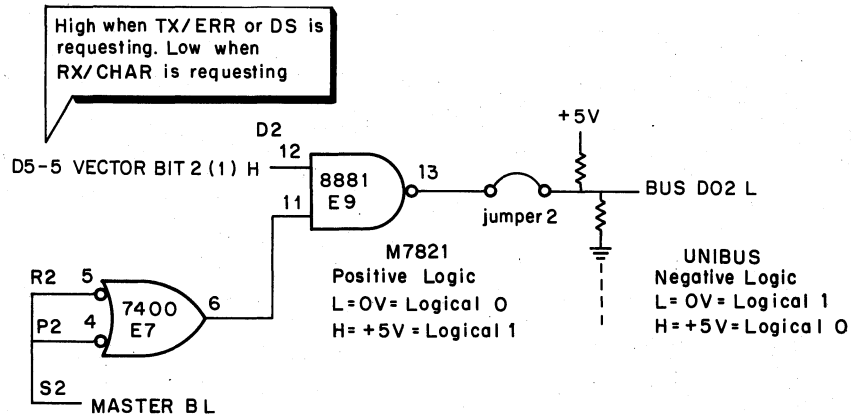 High when TX/ERR or DS is
requesting. Low when
RX/CHAR is requesting
D2
D5-5 VECTOR BIT 2 (1) H
12
11
8881
E9
13
jumper 2
+5V
BUS DO2 L
M7821
Positive Logic
L=OV=Logical O
H=+5V=Logical 1
UNIBUS
Negative Logic
L=OV=Logical 1
H=+5V=Logical O
R2
5
P2
4
7400
E7
6
S2
MASTER B L